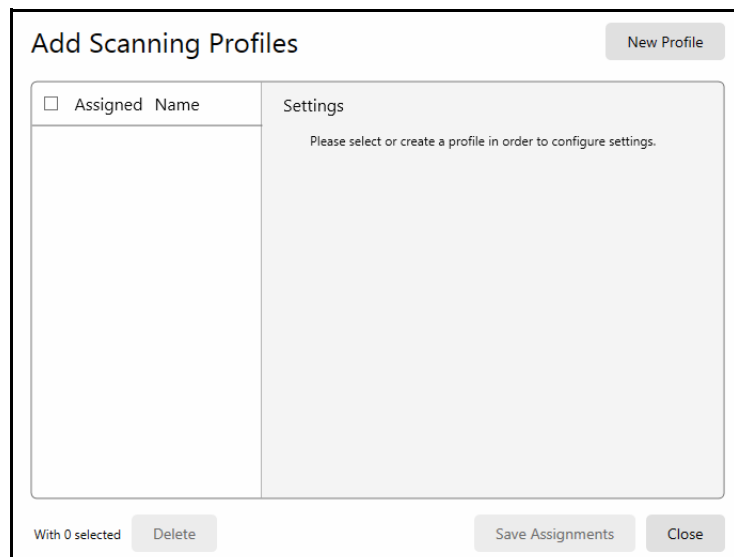 Add Scanning Profiles
New Profile
Assigned Name
Settings
Please select or create a profile in order to configure settings.
With 0 selected
Delete
Save Assignments
Close